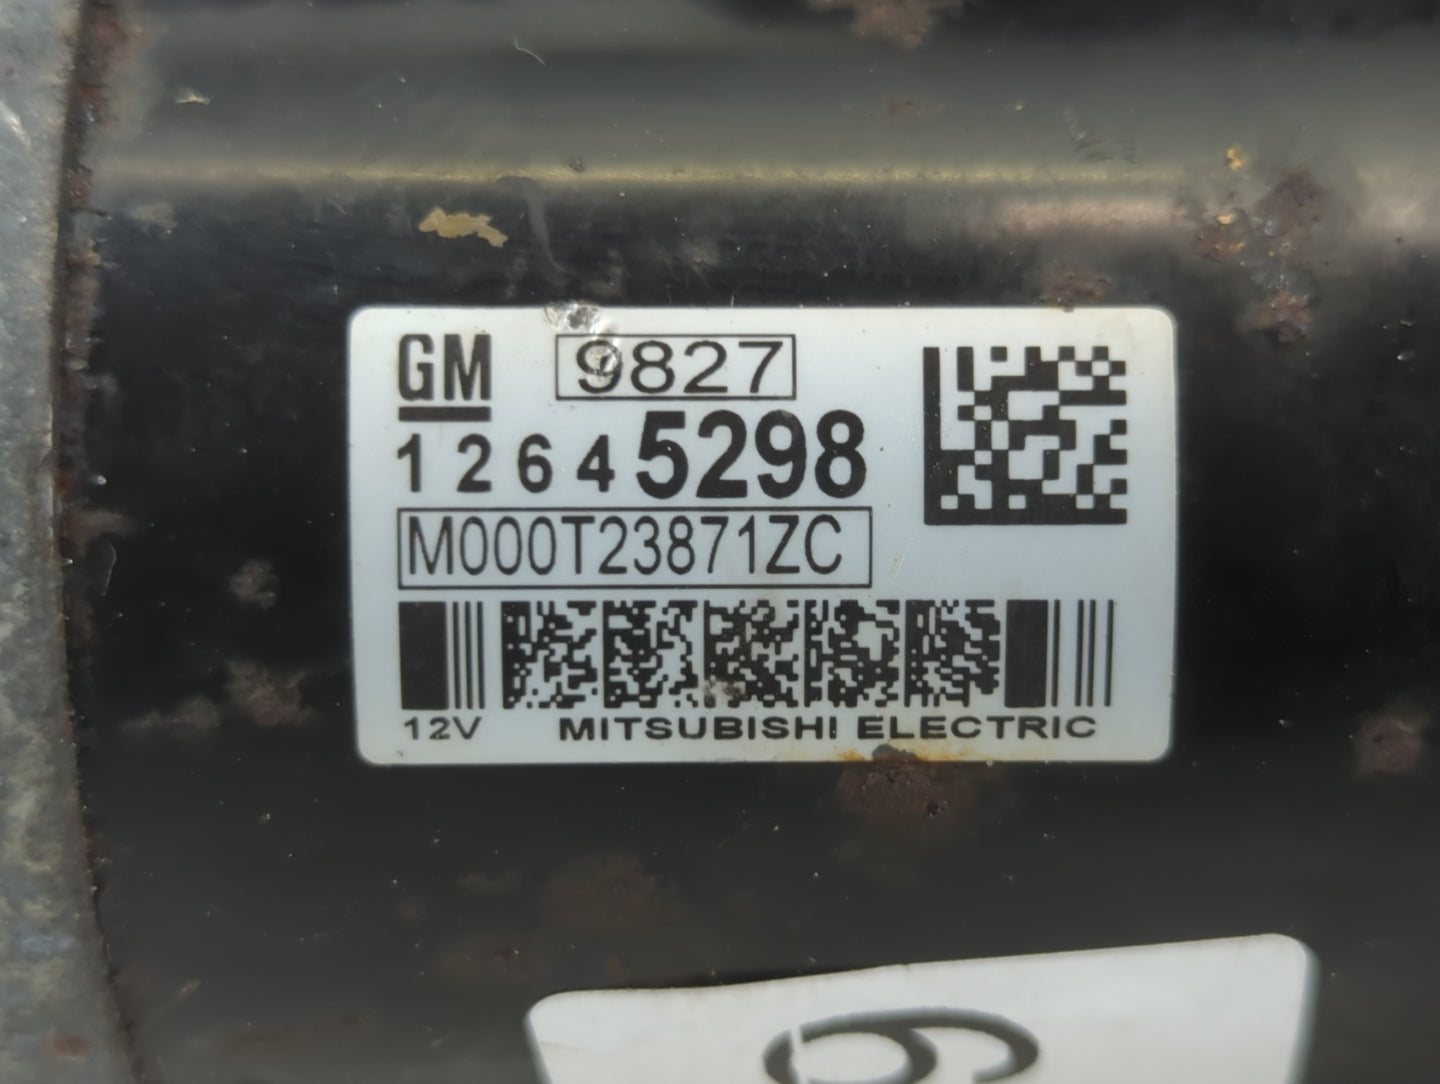 GM 9827
12645298
M000T23871ZC
12V MITSUBISHI ELECTRIC